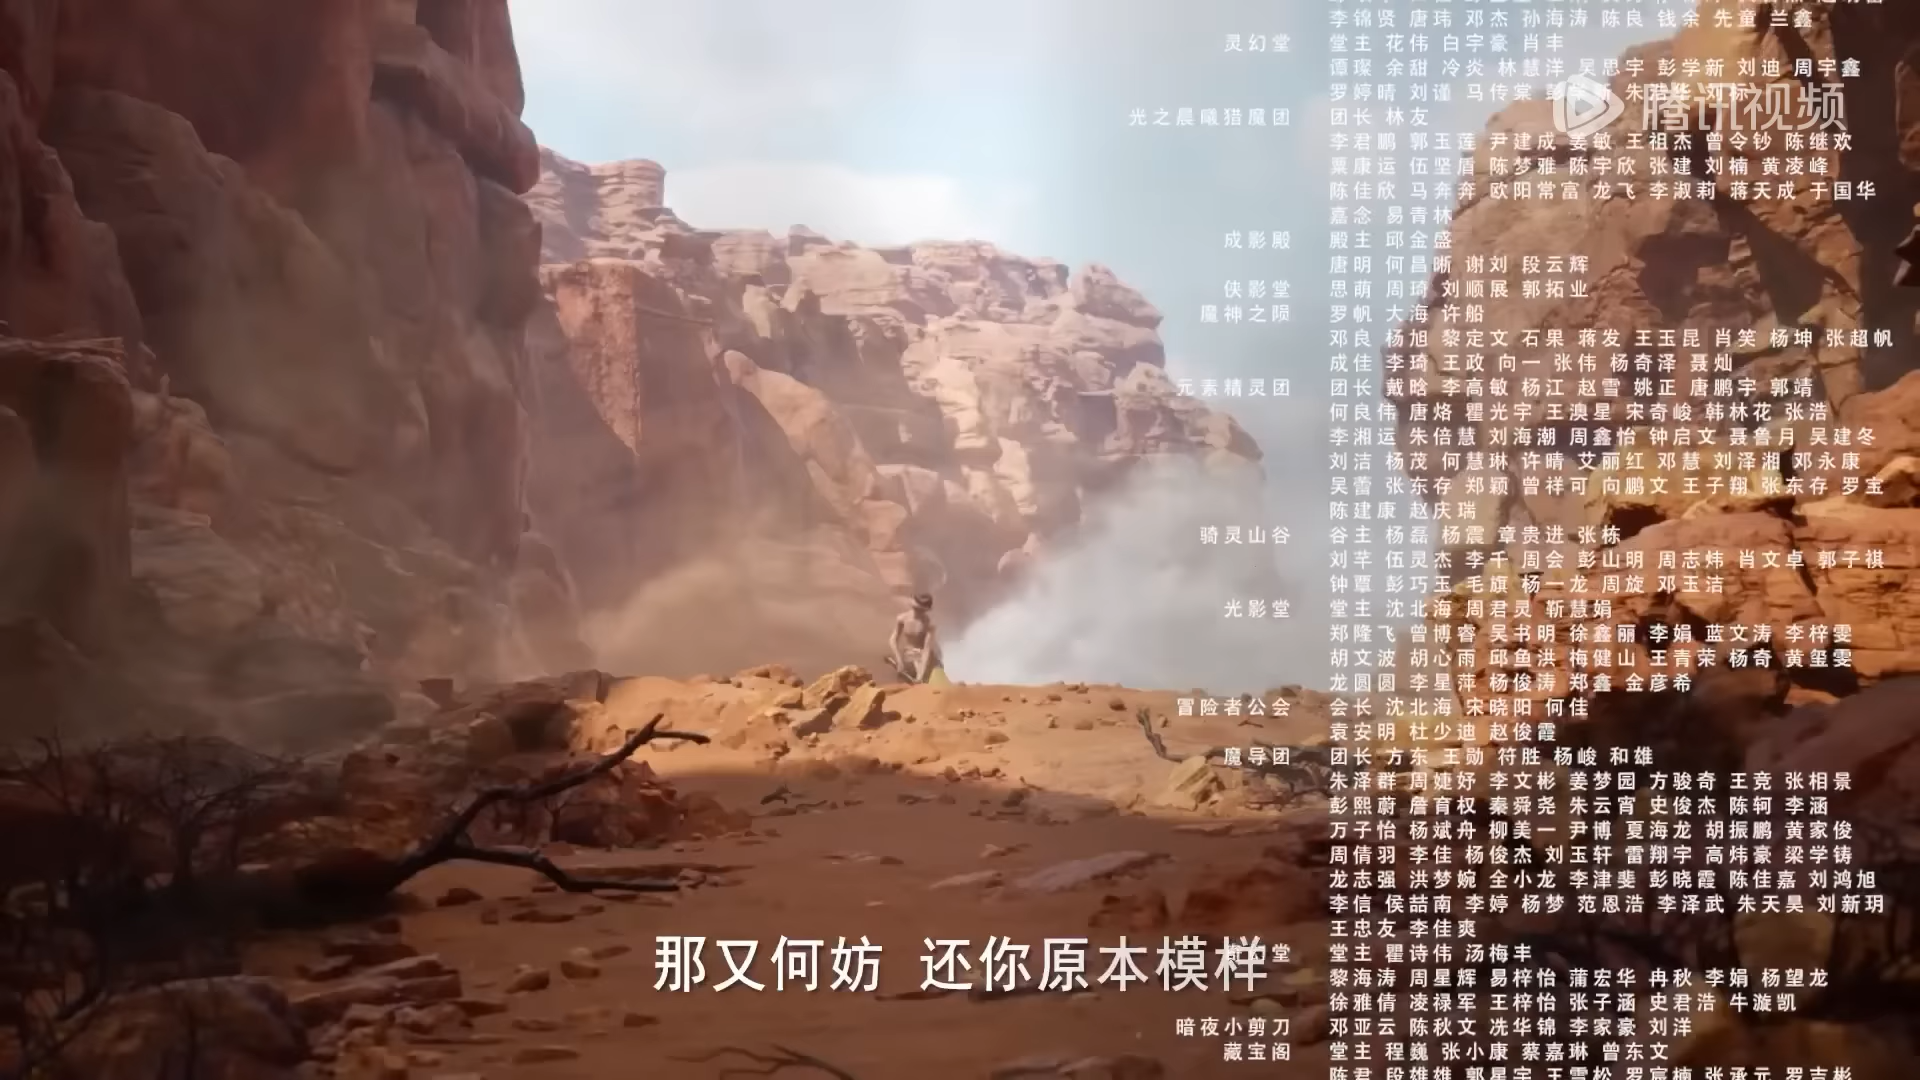 李锦贤 唐玮 邓杰 孙海涛 陈良 钱余 先童 兰鑫
灵幻堂 堂主 花伟 白宇豪 肖丰
谭璨 余甜 冷炎 林慧洋 吴思宇 彭学新 刘迪 周宇鑫
罗婷晴 刘谨 马传棠
腾讯视频
光之晨曦猎魔团 团长 林友
李君鹏 郭玉莲 尹建成 姜敏 王祖杰 曾令钞 陈继欢
粟康运 伍坚盾 陈梦雅 陈宇欣 张建 刘楠 黄凌峰
陈佳欣 马奔奔 欧阳常富 龙飞 李淑莉 蒋天成 于国华
嘉念 易青林
成影殿 殿主 邱金盛
唐明 何昌晰 谢刘 段云辉
侠影堂 思萌 周琦 刘顺展 郭拓业
魔神之陨 罗帆 大海 许船
邓良 杨旭 黎定文 石果 蒋发 王玉昆 肖笑 杨坤 张超帆
成佳 李琦 王政 向一 张伟 杨奇泽 聂灿
元素精灵团 团长 戴晗 李高敏 杨江 赵雪 姚正 唐鹏宇 郭靖
何良伟 唐烙 瞿光宇 王澳星 宋奇峻 韩林花 张浩
李湘运 朱倍慧 刘海潮 周鑫怡 钟启文 聂鲁月 吴建冬
刘洁 杨茂 何慧琳 许晴 艾丽红 邓慧 刘泽湘 邓永康
吴蕾 张东存 郑颖 曾祥可 向鹏文 王子翔 张东存 罗宝
陈建康 赵庆瑞
骑灵山谷 谷主 杨磊 杨震 章贵进 张栋
刘芊 伍灵杰 李千 周会 彭山明 周志炜 肖文卓 郭子祺
钟覃 彭巧玉 毛旗 杨一龙 周旋 邓玉洁
光影堂 堂主 沈北海 周君灵 靳慧娟
郑隆飞 曾博睿 吴书明 徐鑫丽 李娟 蓝文涛 李梓雯
胡文波 胡心雨 邱鱼洪 梅健山 王青荣 杨奇 黄玺雯
龙圆圆 李星萍 杨俊涛 郑鑫 金彦希
冒险者公会 会长 沈北海 宋晓阳 何佳
袁安明 杜少迪 赵俊霞
魔导团 团长 方东 王勋 符胜 杨峻 和雄
朱泽群 周婕妤 李文彬 姜梦园 方骏奇 王竞 张相景
彭熙蔚 詹育权 秦舜尧 朱云宵 史俊杰 陈轲 李涵
万子怡 杨斌舟 柳美一 尹博 夏海龙 胡振鹏 黄家俊
周倩羽 李佳 杨俊杰 刘玉轩 雷翔宇 高炜豪 梁学铸
龙志强 洪梦婉 全小龙 李津斐 彭晓霞 陈佳嘉 刘鸿旭
李信 侯喆南 李婷 杨梦 范恩浩 李泽武 朱天昊 刘新玥
王忠友 李佳爽
堂 堂主 瞿诗伟 汤梅丰
那又何妨 还你原本模样
黎海涛 周星辉 易梓怡 蒲宏华 冉秋 李娟 杨望龙
徐雅倩 凌禄军 王梓怡 张子涵 史君浩 牛漩凯
暗夜小剪刀 邓亚云 陈秋文 冼华锦 李家豪 刘洋
藏宝阁 堂主 程巍 张小康 蔡嘉琳 曾东文
陈君 段雄雄 郭星宇 王雪松 罗宸楠 张承元 罗吉彬